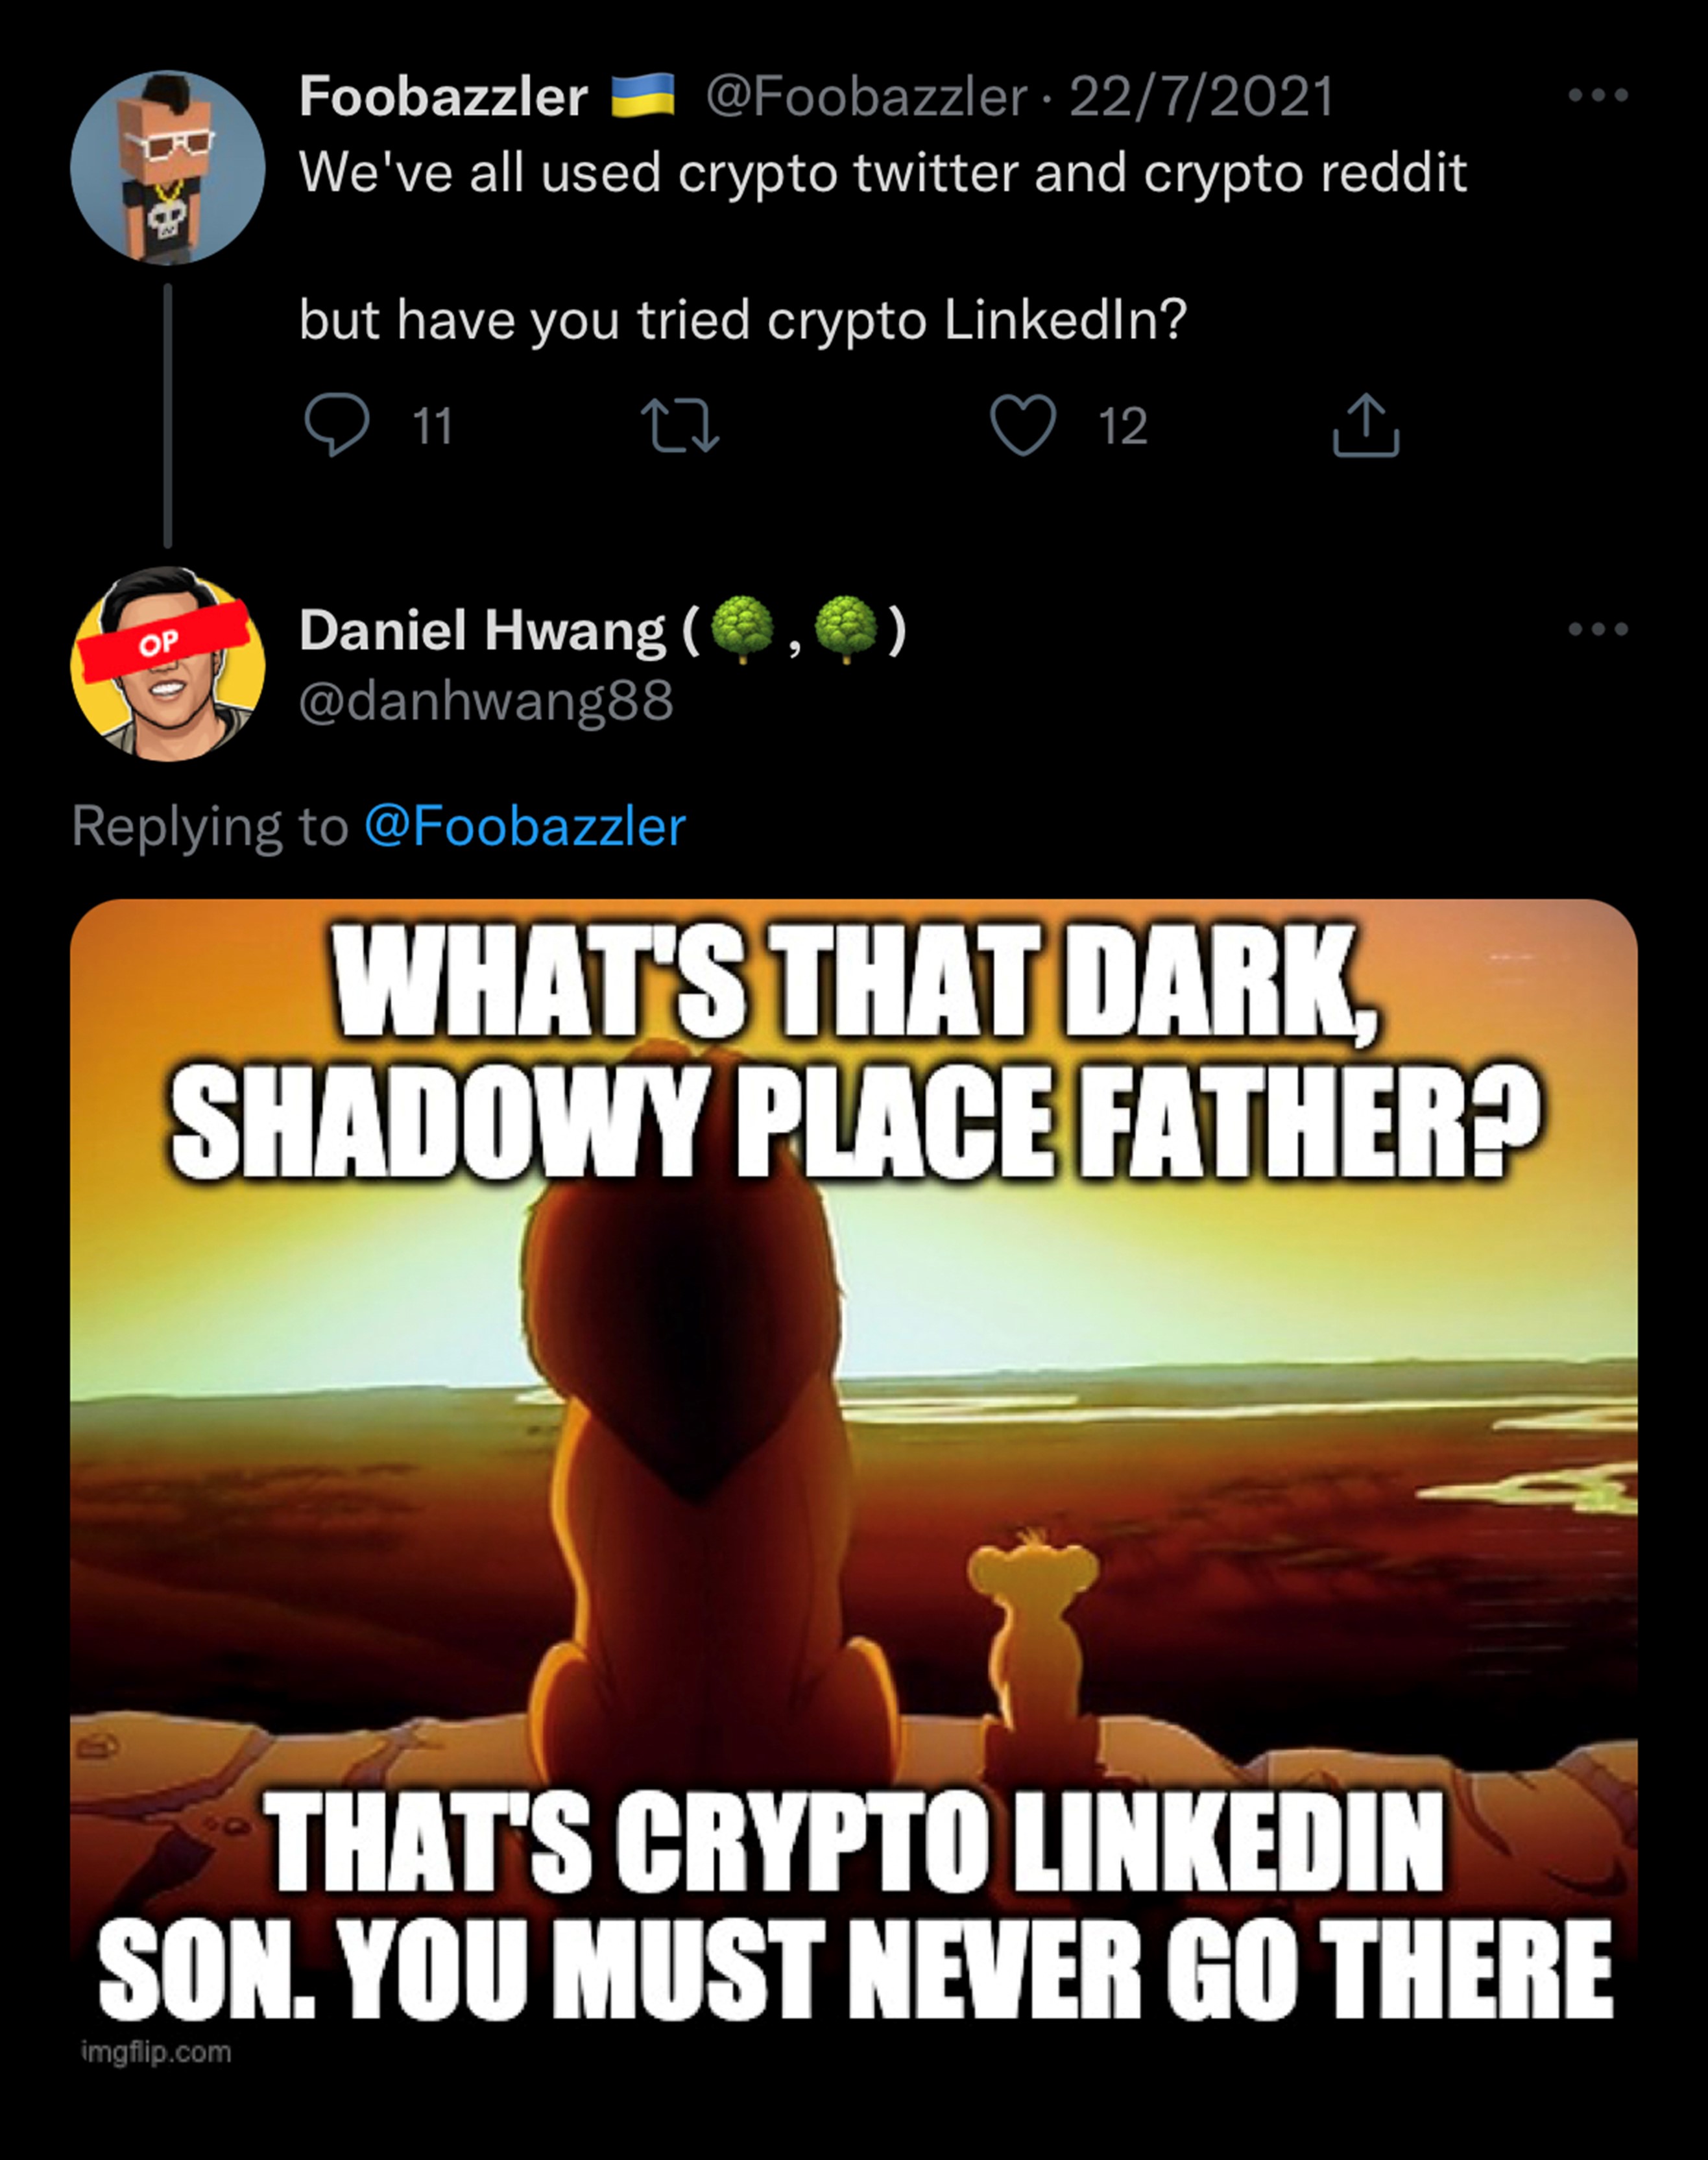 Foobazzler 🇺🇦 @Foobazzler · 22/7/2021
We've all used crypto twitter and crypto reddit
but have you tried crypto LinkedIn?
11 12
OP
Daniel Hwang (🌳,🌳)
@danhwang88
Replying to @Foobazzler
WHAT'S THAT DARK,
SHADOWY PLACE FATHER?
THAT'S CRYPTO LINKEDIN
SON. YOU MUST NEVER GO THERE
imgflip.com